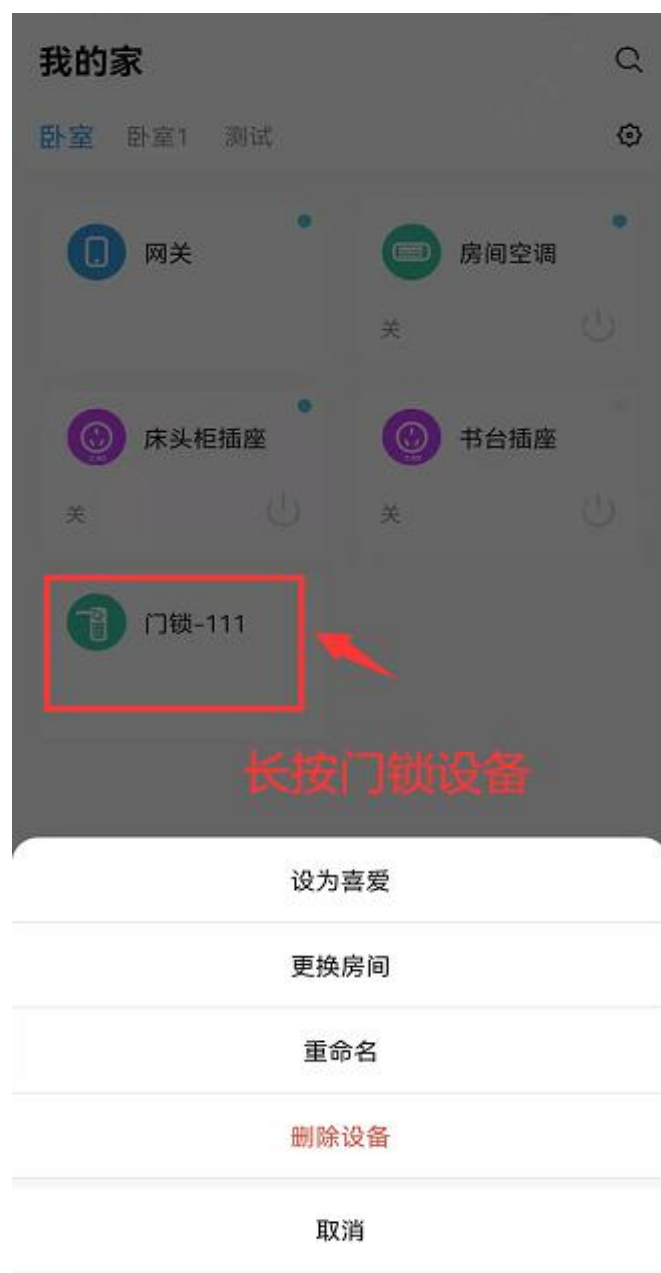 我的家
卧室 卧室1 测试
网关 房间空调
关
床头柜插座 书台插座
关 关
门锁-111
长按门锁设备
设为喜爱
更换房间
重命名
删除设备
取消